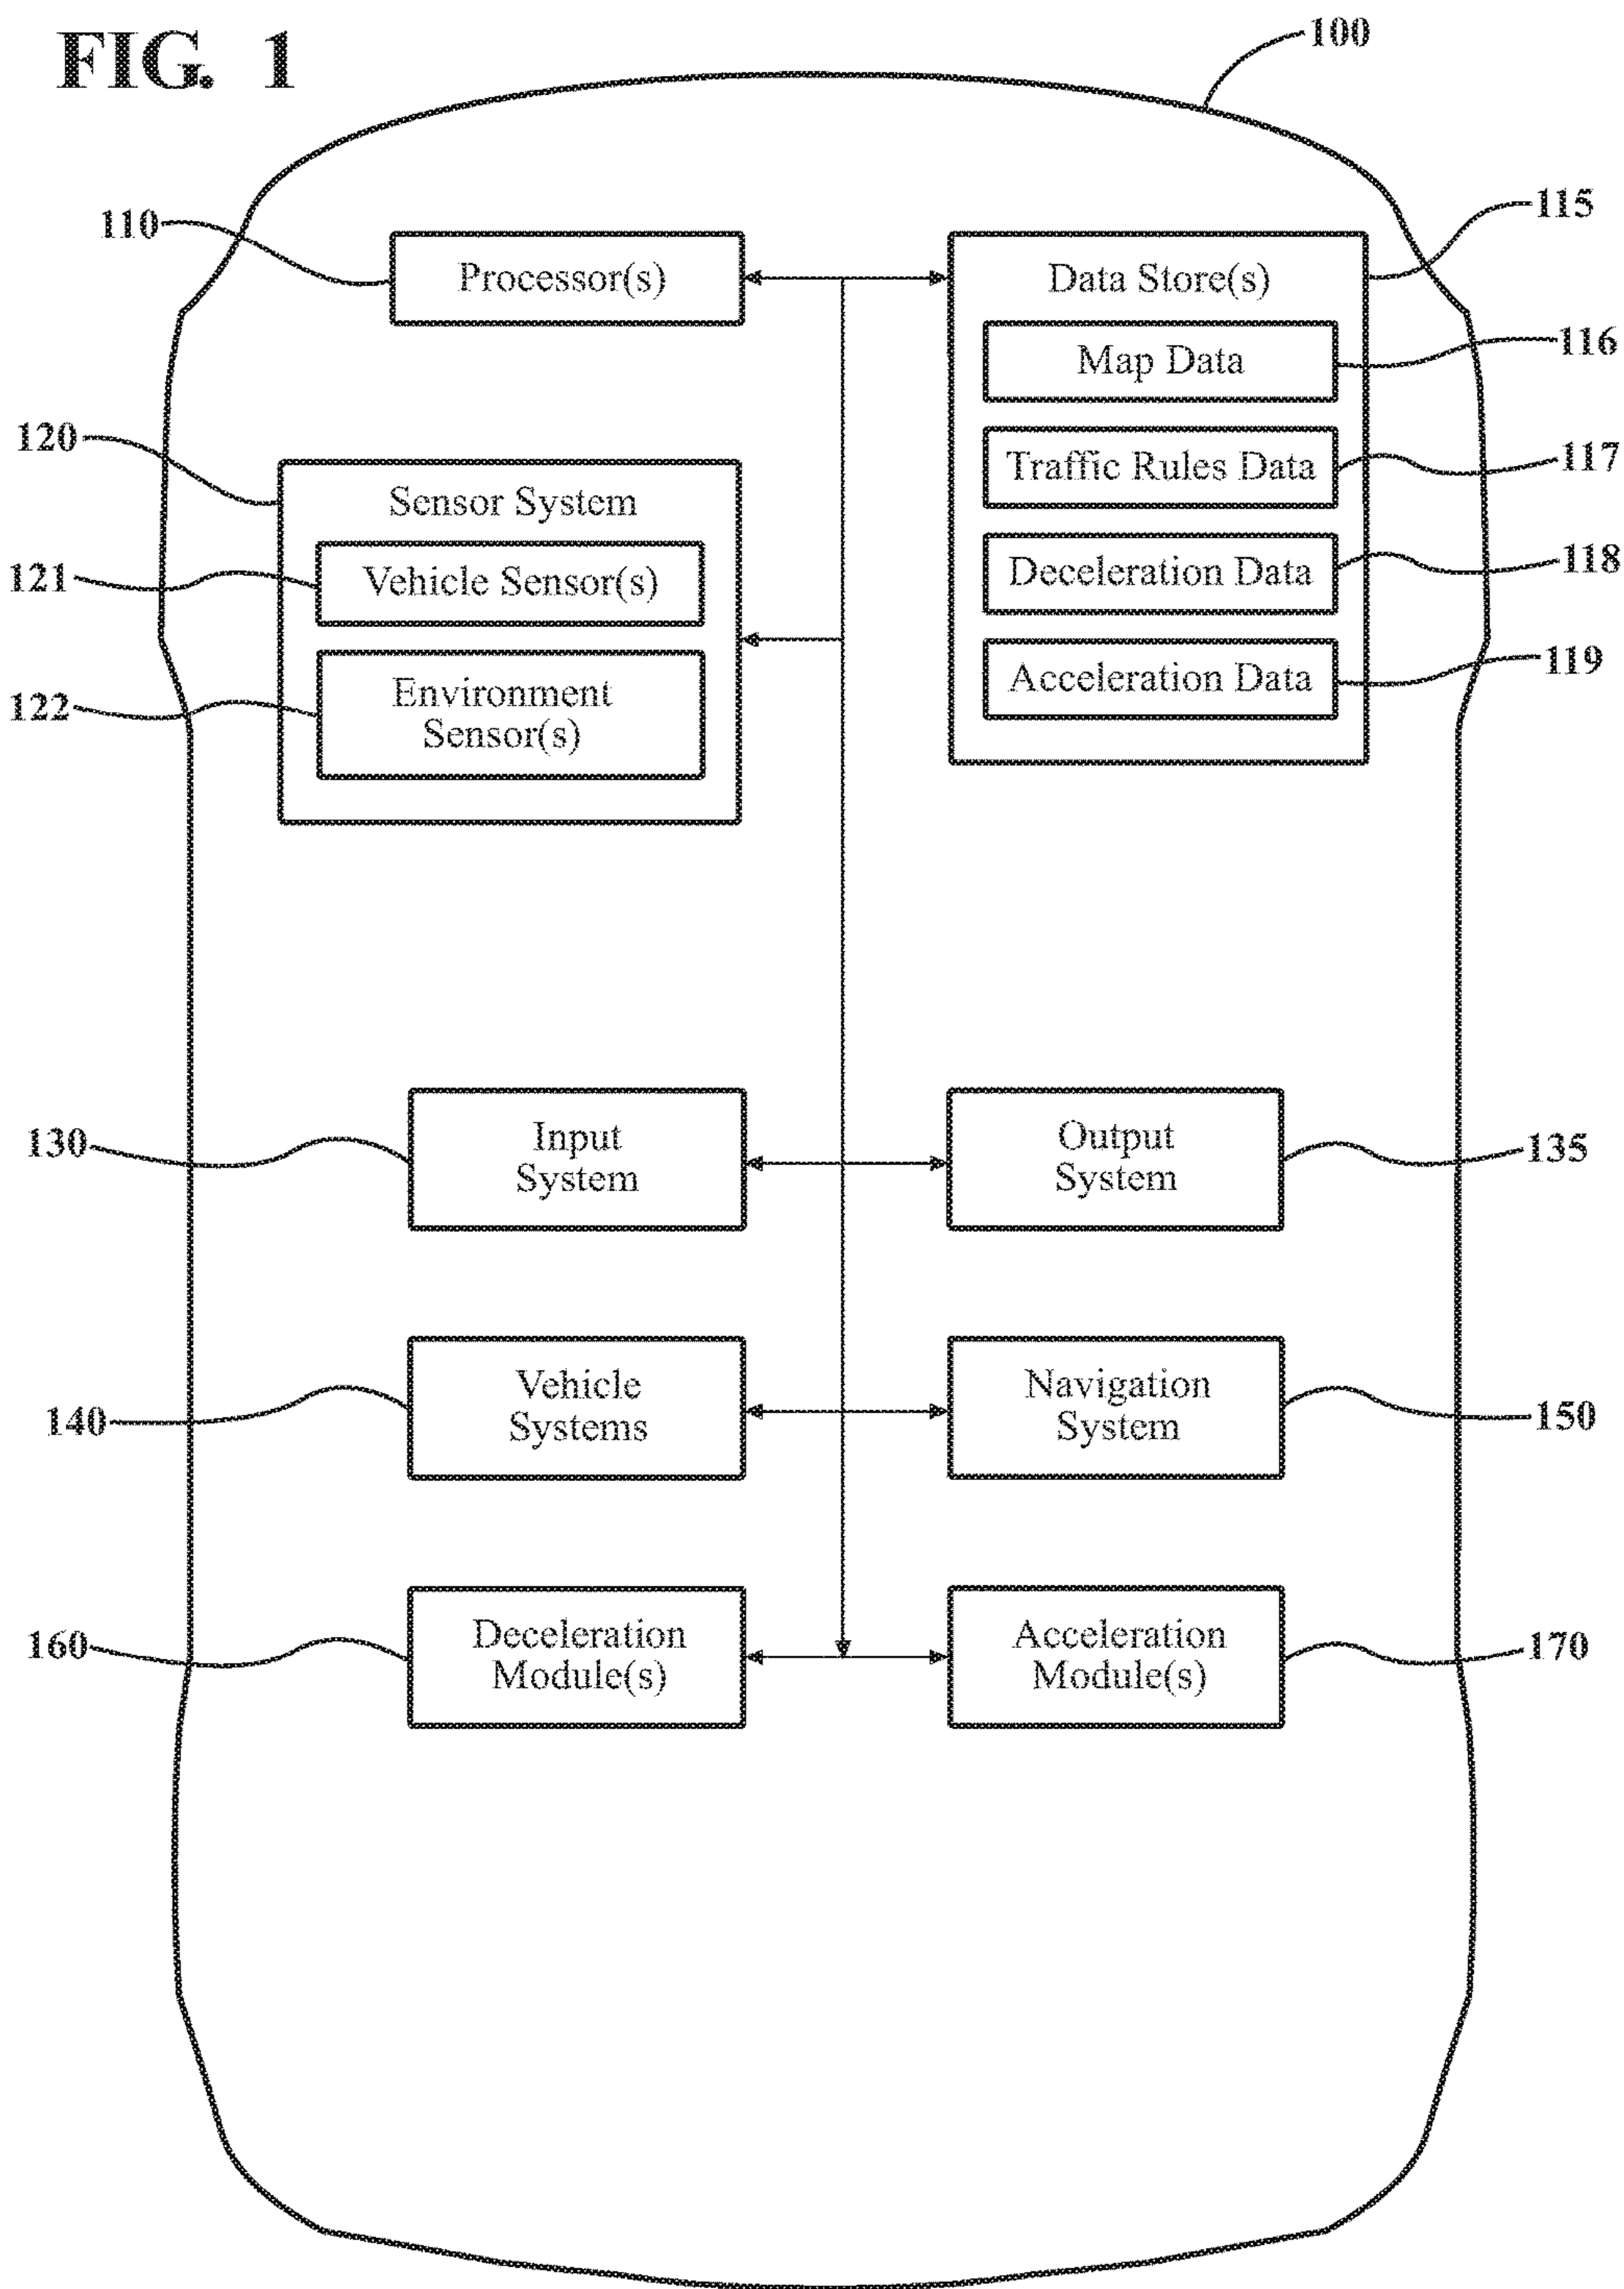 FIG. 1
100
110
Processor(s)
Data Store(s)
115
Map Data
116
Traffic Rules Data
117
Deceleration Data
118
Acceleration Data
119
120
Sensor System
121
Vehicle Sensor(s)
122
Environment
Sensor(s)
130
Input
System
Output
System
135
140
Vehicle
Systems
Navigation
System
150
160
Deceleration
Module(s)
Acceleration
Module(s)
170